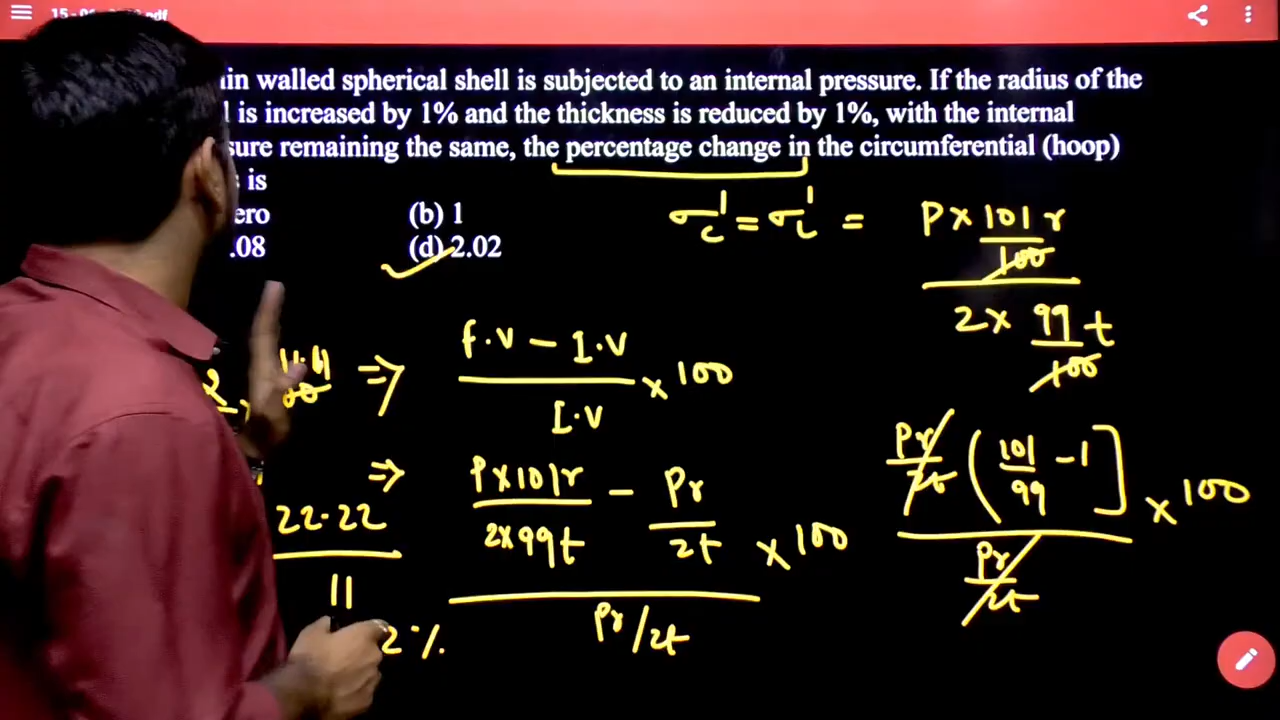 in walled spherical shell is subjected to an internal pressure. If the radius of the
is increased by 1% and the thickness is reduced by 1%, with the internal
sure remaining the same, the percentage change in the circumferential (hoop)
is
ero (b) 1
.08 (d) 2.02
σc' = σL' = P × 101/100 r / 2 × 99/100 t
⇒ f.v − I.v / I.v × 100
⇒ P×101r / 2×99t − Pr / 2t × 100
Pr/2t
Pr/2t ( 101/99 − 1 ] × 100
Pr/2t
22.22
11
2%